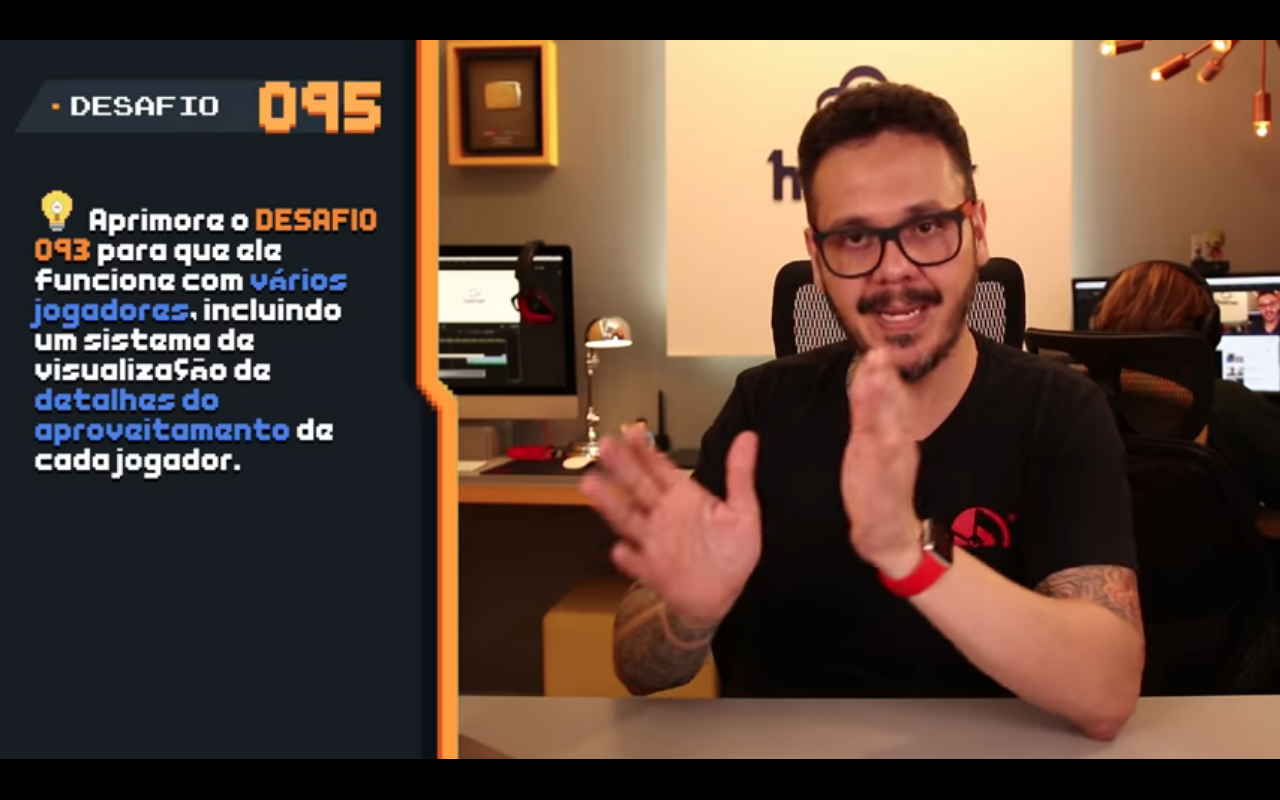 DESAFIO 095
Aprimore o DESAFIO
093 para que ele
funcione com vários
jogadores, incluindo
um sistema de
visualização de
detalhes do
aproveitamento de
cada jogador.